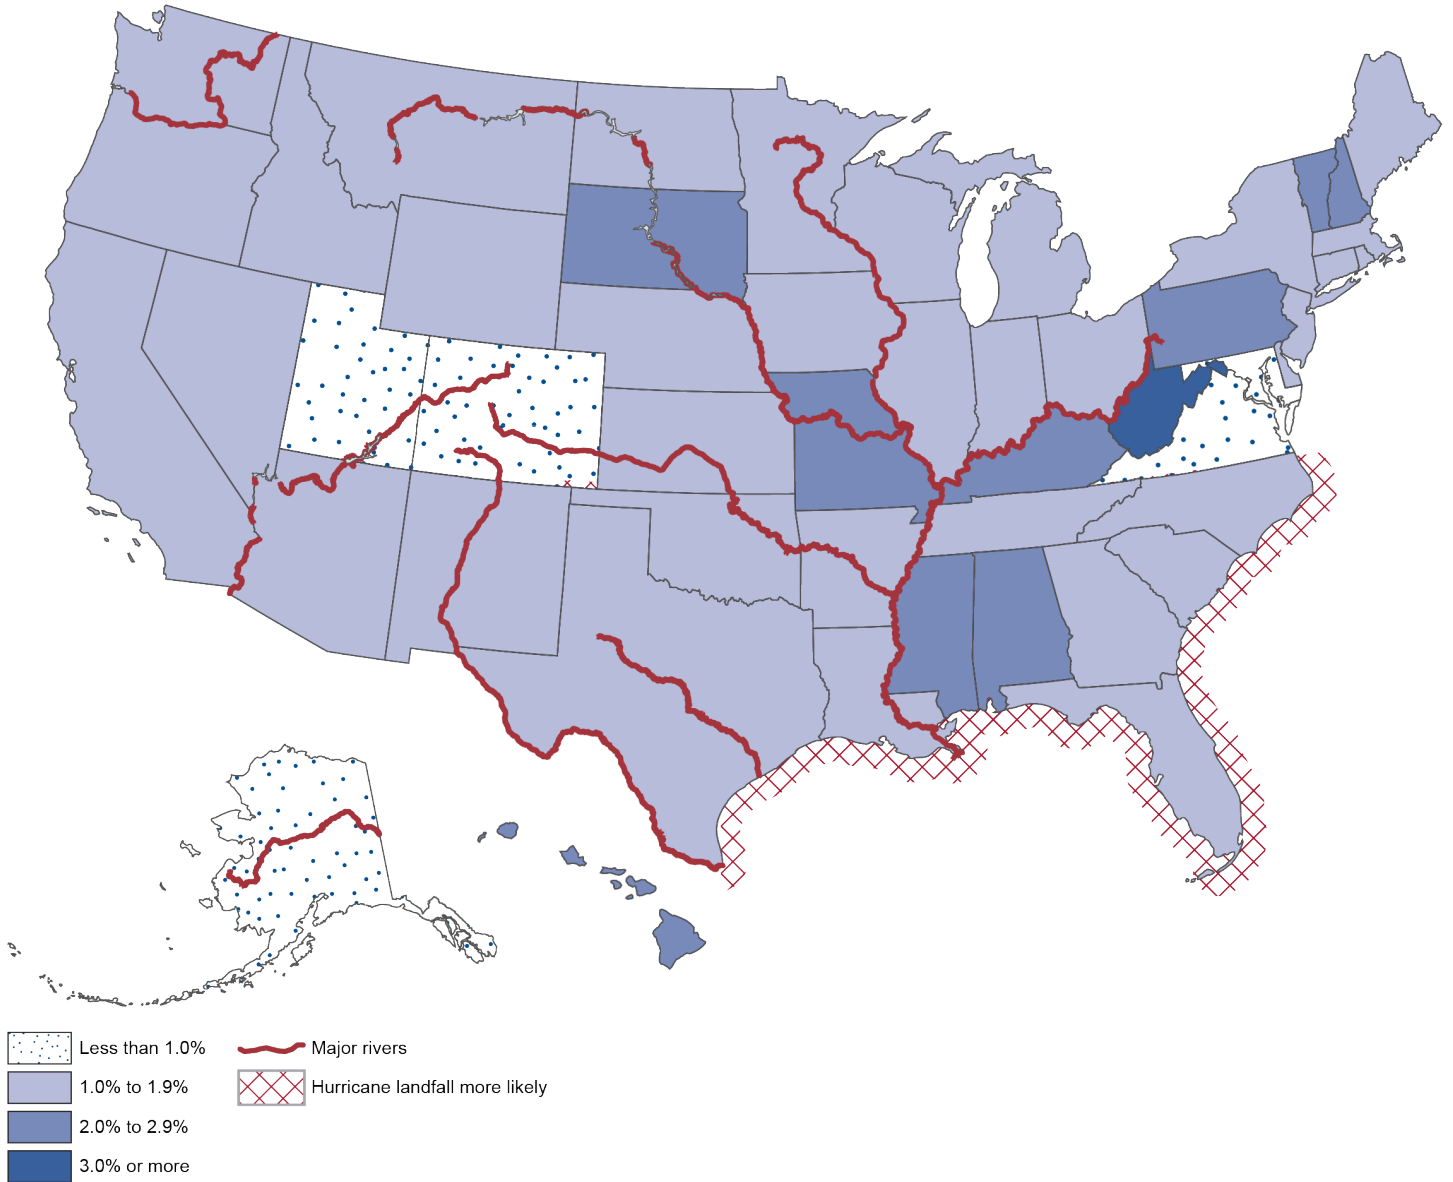 Less than 1.0%
1.0% to 1.9%
2.0% to 2.9%
3.0% or more
Major rivers
Hurricane landfall more likely